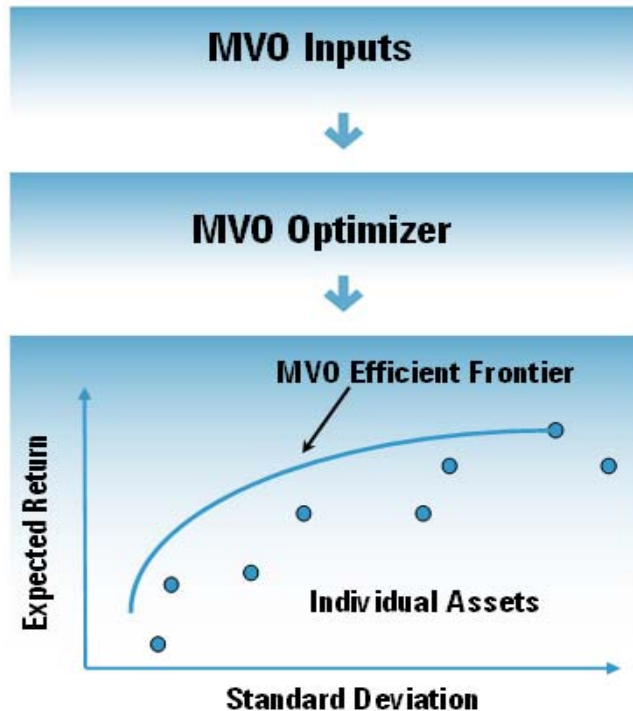 MVO Inputs
MVO Optimizer
MVO Efficient Frontier
Expected Return
Individual Assets
Standard Deviation